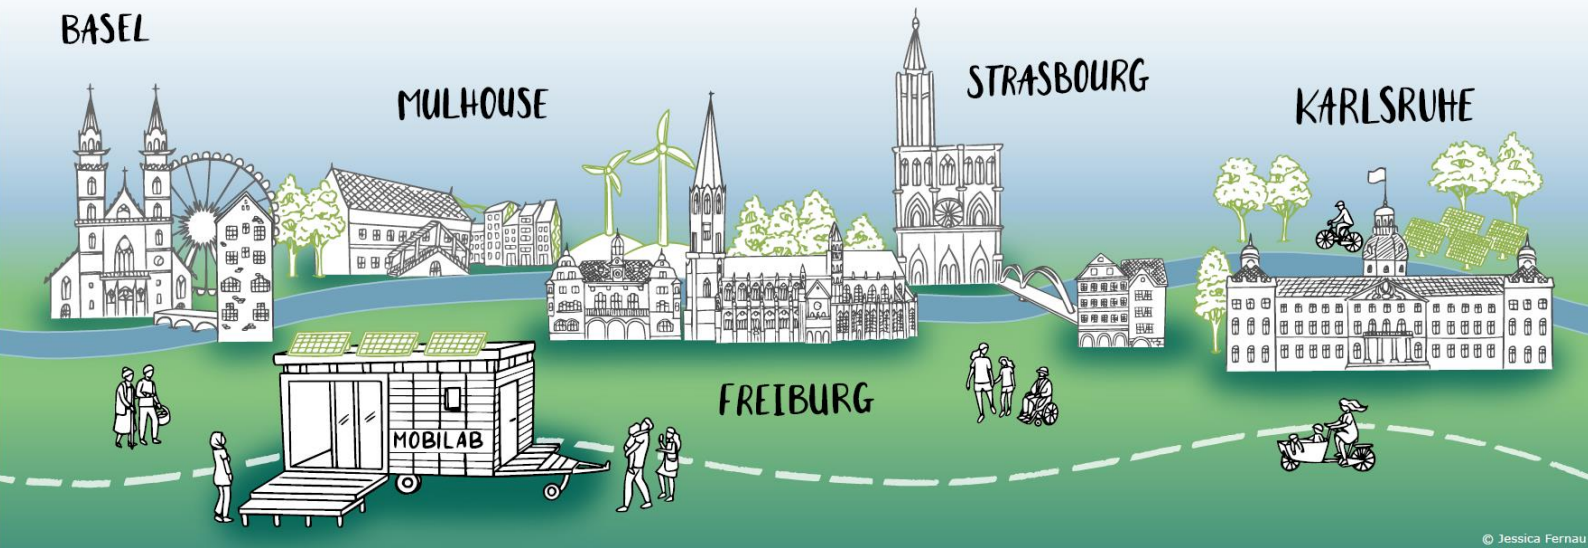 BASEL
MULHOUSE
STRASBOURG
KARLSRUHE
FREIBURG
MOBILAB
© Jessica Fernau